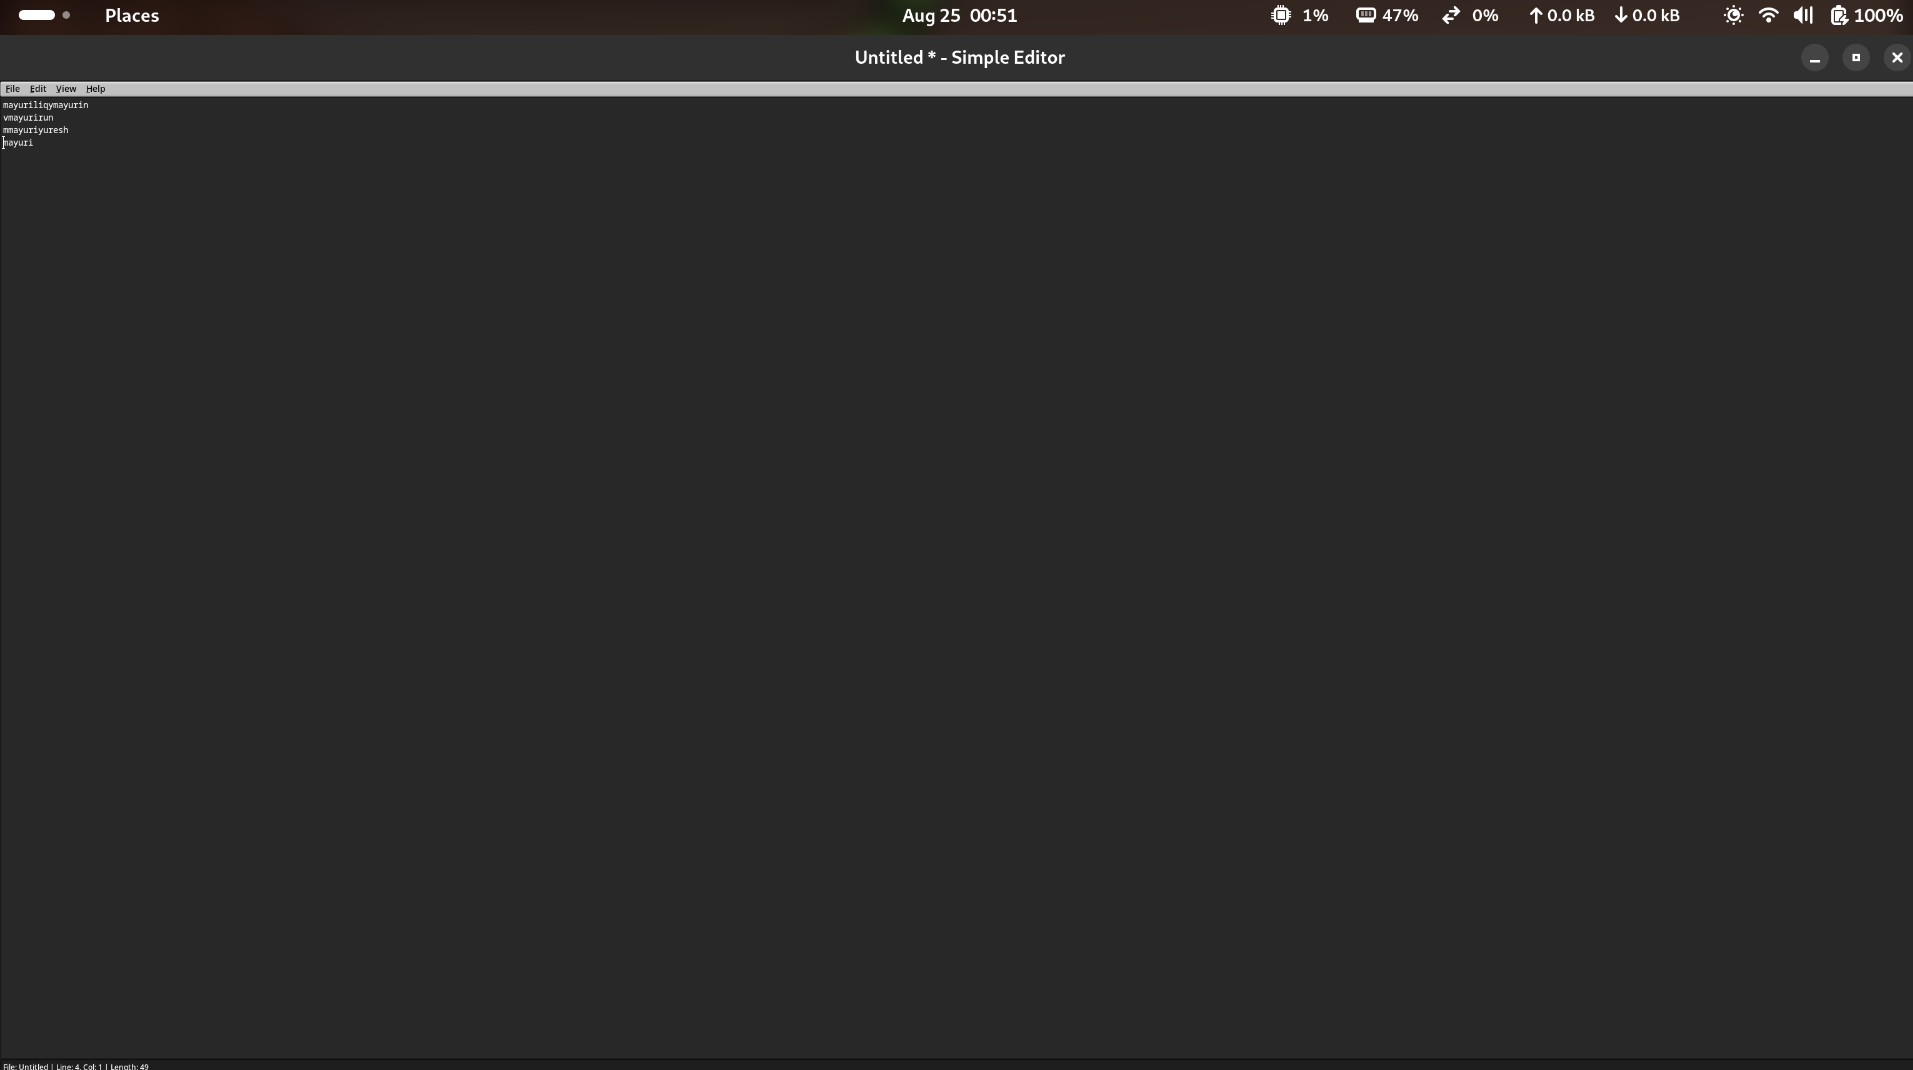 Places
Aug 25 00:51
1% 47% 0% 0.0 kB 0.0 kB 100%
Untitled * - Simple Editor
File Edit View Help
mayuriliqymayurin
vmayurirun
mmayuriyuresh
mayuri
File: Untitled | Line: 4, Col: 1 | Length: 49